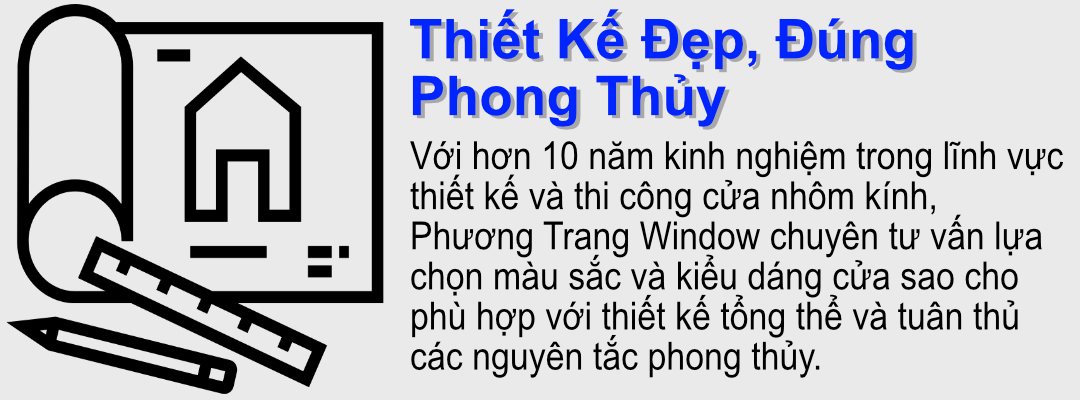 Thiết Kế Đẹp, Đúng
Phong Thủy
Với hơn 10 năm kinh nghiệm trong lĩnh vực
thiết kế và thi công cửa nhôm kính,
Phương Trang Window chuyên tư vấn lựa
chọn màu sắc và kiểu dáng cửa sao cho
phù hợp với thiết kế tổng thể và tuân thủ
các nguyên tắc phong thủy.